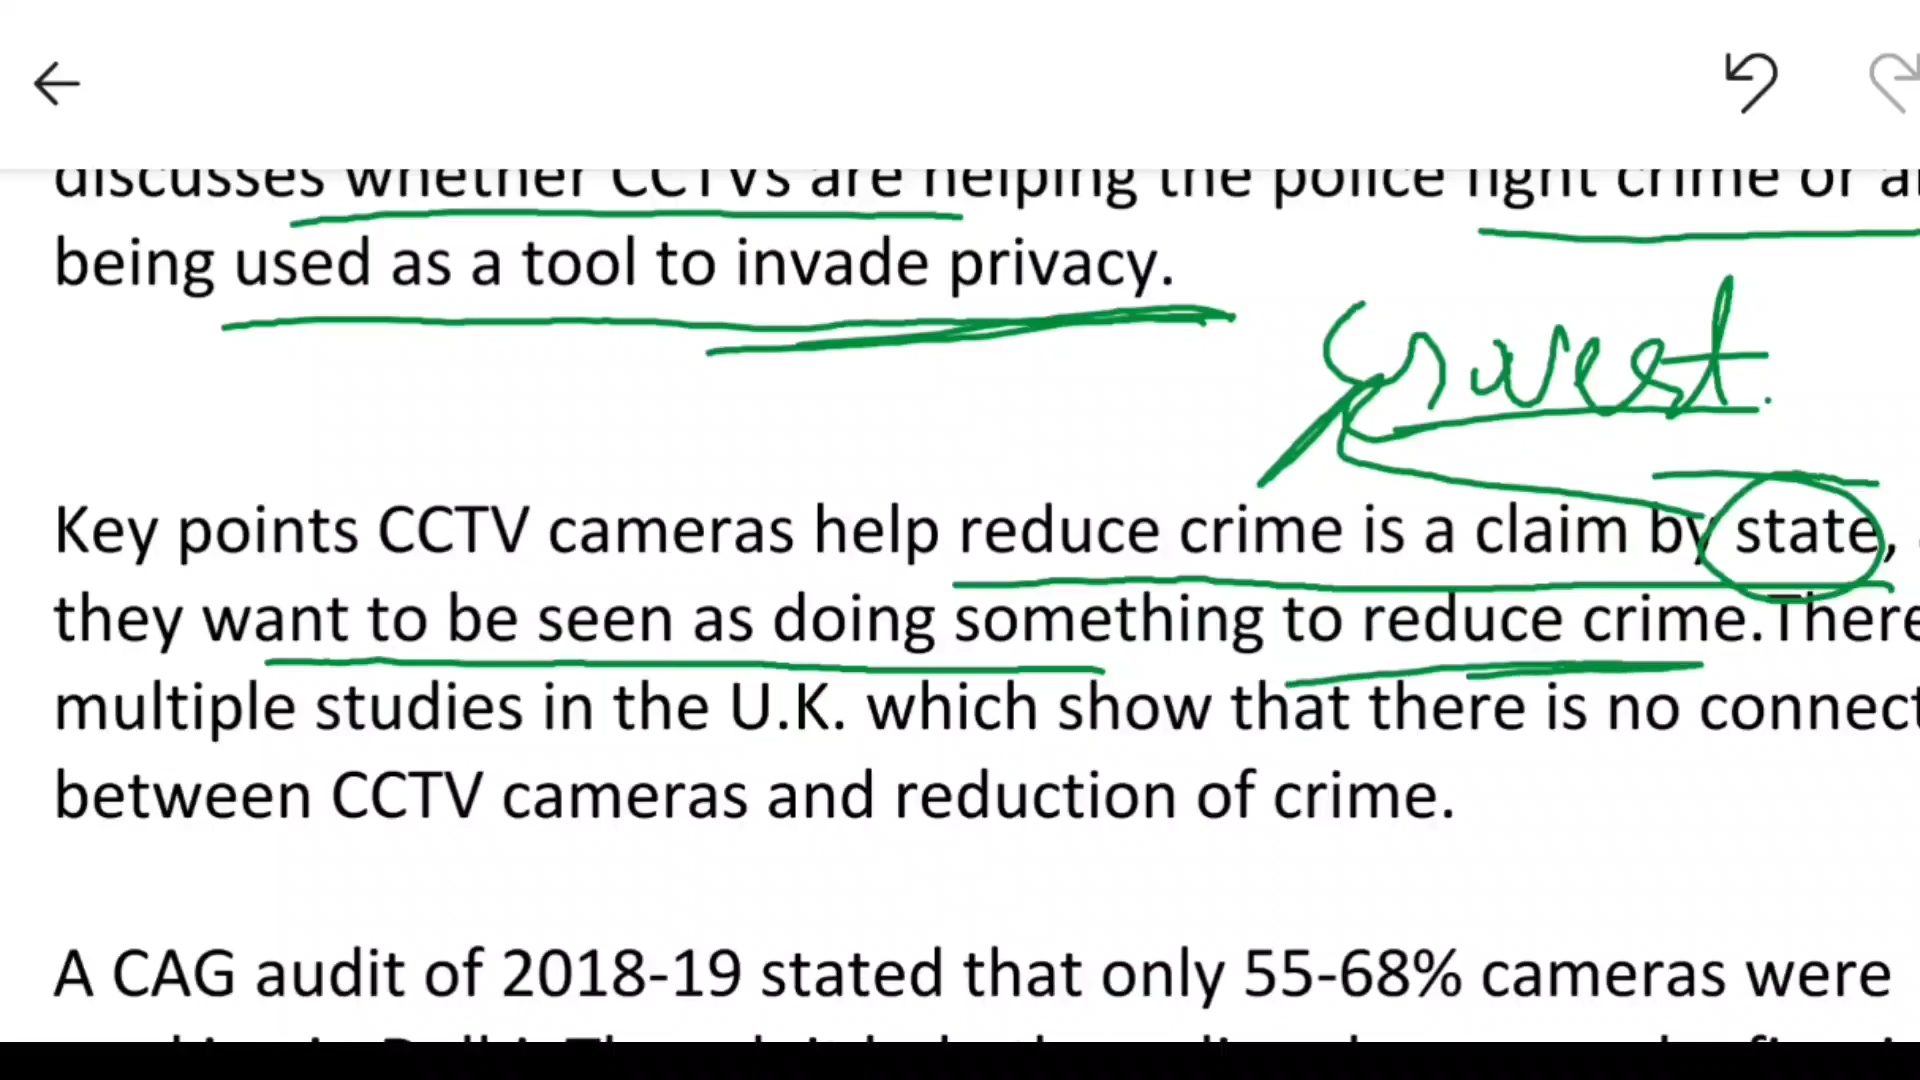 discusses whether CCTVs are helping the police fight crime or
being used as a tool to invade privacy.
Key points CCTV cameras help reduce crime is a claim by state,
they want to be seen as doing something to reduce crime.There
multiple studies in the U.K. which show that there is no connect
between CCTV cameras and reduction of crime.
A CAG audit of 2018-19 stated that only 55-68% cameras were